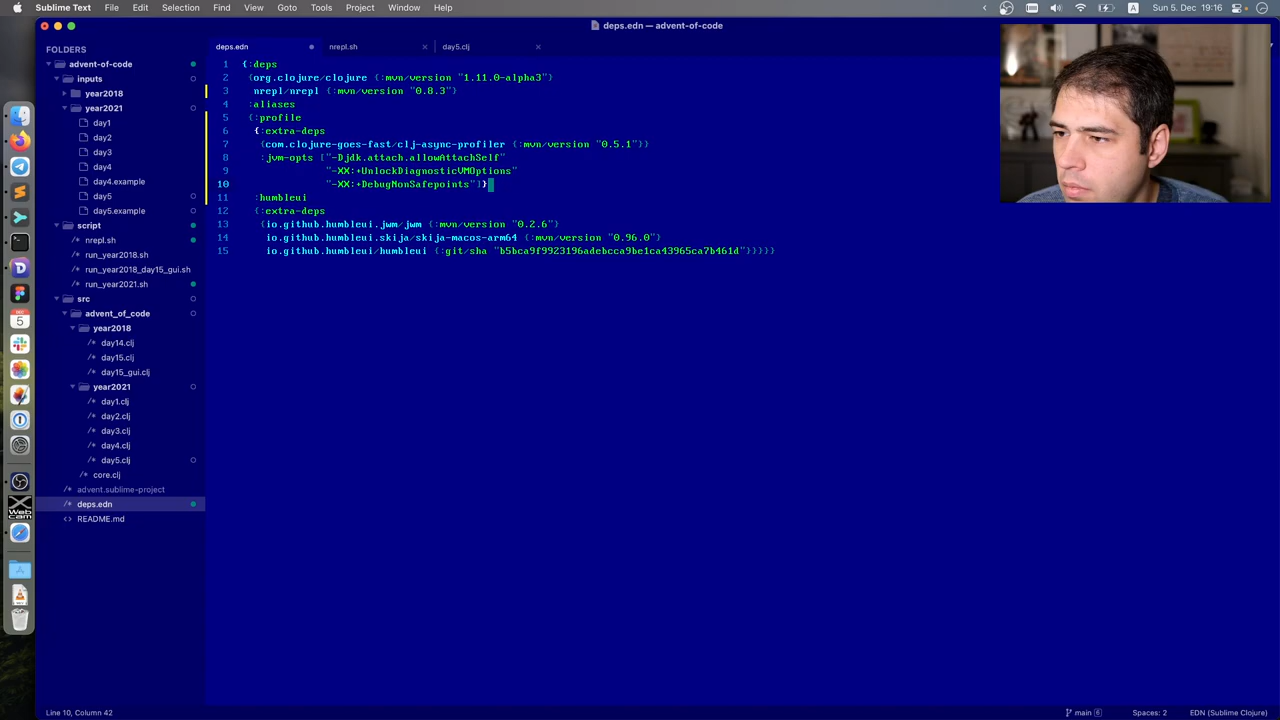 Sublime Text File Edit Selection Find View Goto Tools Project Window Help
A Sun 5. Dec 19:16
deps.edn — advent-of-code
FOLDERS
advent-of-code
inputs
year2018
year2021
day1
day2
day3
day4
day4.example
day5
day5.example
script
nrepl.sh
run_year2018.sh
run_year2018_day15_gui.sh
run_year2021.sh
src
advent_of_code
year2018
day14.clj
day15.clj
day15_gui.clj
year2021
day1.clj
day2.clj
day3.clj
day4.clj
day5.clj
core.clj
advent.sublime-project
deps.edn
README.md
deps.edn nrepl.sh day5.clj
1 {:deps
2 {org.clojure/clojure {:mvn/version "1.11.0-alpha3"}
3 nrepl/nrepl {:mvn/version "0.8.3"}
4 :aliases
5 {:profile
6 {:extra-deps
7 {com.clojure-goes-fast/clj-async-profiler {:mvn/version "0.5.1"}}
8 :jvm-opts ["-Djdk.attach.allowAttachSelf"
9 "-XX:+UnlockDiagnosticVMOptions"
10 "-XX:+DebugNonSafepoints"]}
11 :humbleui
12 {:extra-deps
13 {io.github.humbleui.jwm/jwm {:mvn/version "0.2.6"}
14 io.github.humbleui.skija/skija-macos-arm64 {:mvn/version "0.96.0"}
15 io.github.humbleui/humbleui {:git/sha "b5bca9f9923196adebcca9be1ca43965ca7b461d"}}}}}
DEC
5
Web
cam
Line 10, Column 42
main 6 Spaces: 2 EDN (Sublime Clojure)